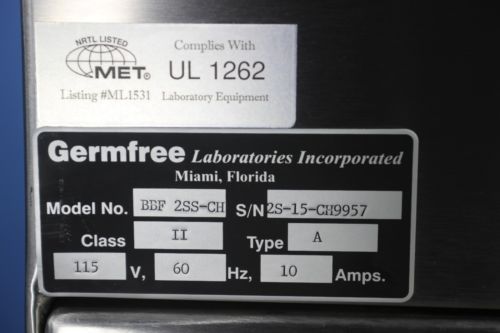 NRTL LISTED
MET®
Listing #ML1531
Complies With
UL 1262
Laboratory Equipment
Germfree Laboratories Incorporated
Miami, Florida
Model No. BBF 2SS-CH S/N 2S-15-CH9957
Class II Type A
115 V, 60 Hz, 10 Amps.